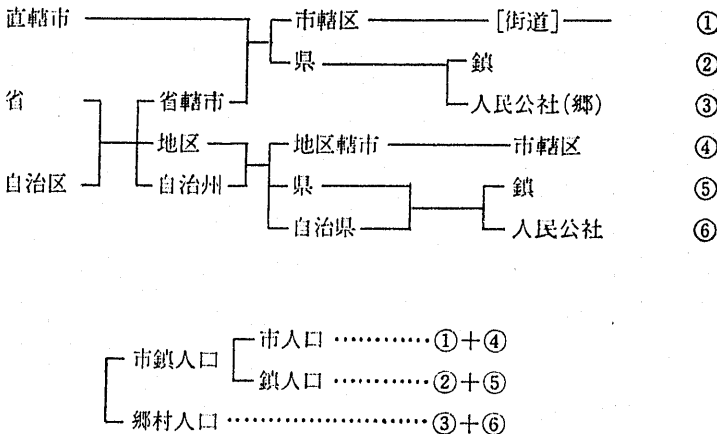 直轄市 市轄区 [街道] ①
県 鎮 ②
省 省轄市 人民公社(郷) ③
地区 地区轄市 市轄区 ④
自治区 自治州 県 鎮 ⑤
自治県 人民公社 ⑥
市鎮人口 市人口 …………①+④
鎮人口 …………②+⑤
郷村人口 ………………………③+⑥